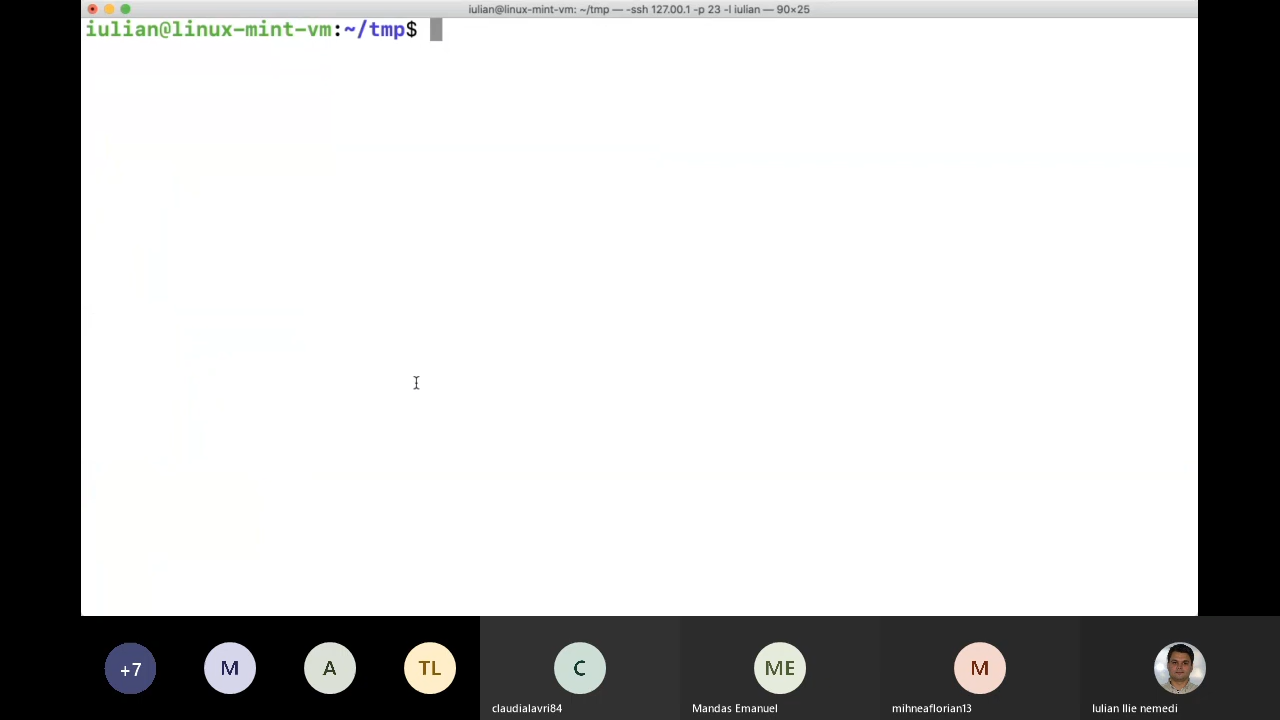 iulian@linux-mint-vm: ~/tmp — -ssh 127.00.1 -p 23 -l iulian — 90×25
iulian@linux-mint-vm:~/tmp$
+7
M
A
TL
C
ME
M
claudialavri84
Mandas Emanuel
mihneaflorian13
Iulian Ilie nemedi